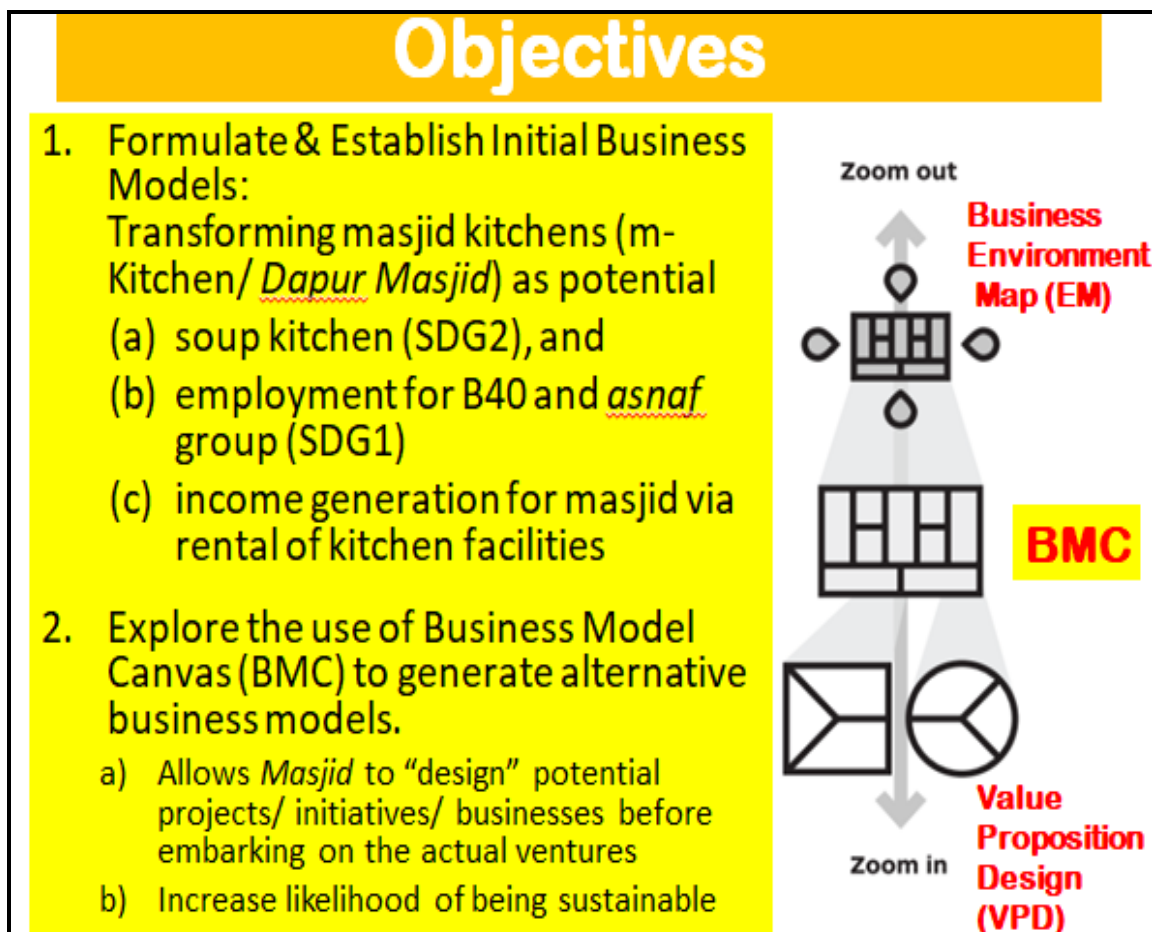 Objectives
1. Formulate & Establish Initial Business
Models:
Transforming masjid kitchens (m-
Kitchen/ Dapur Masjid) as potential
(a) soup kitchen (SDG2), and
(b) employment for B40 and asnaf
group (SDG1)
(c) income generation for masjid via
rental of kitchen facilities
2. Explore the use of Business Model
Canvas (BMC) to generate alternative
business models.
a) Allows Masjid to “design” potential
projects/ initiatives/ businesses before
embarking on the actual ventures
b) Increase likelihood of being sustainable
Zoom out
Business
Environment
Map (EM)
BMC
Value
Proposition
Design
(VPD)
Zoom in